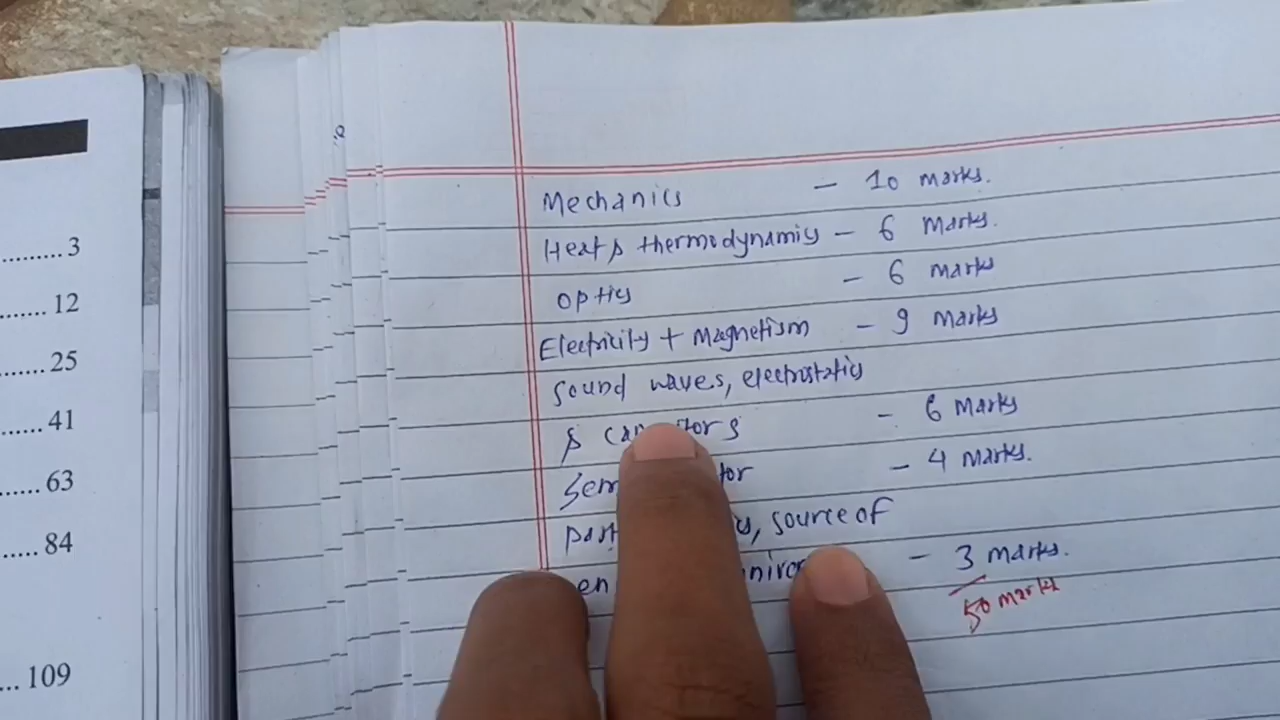 ...... 3
...... 12
...... 25
...... 41
...... 63
...... 84
... 109
Mechanics - 10 marks.
Heat & thermodynamics - 6 Marks.
Optics - 6 marks
Electricity + Magnetism - 9 marks
Sound waves, electrostatics
& - 6 Marks
- 4 marks.
, source of
- 3 marks.
50 marks